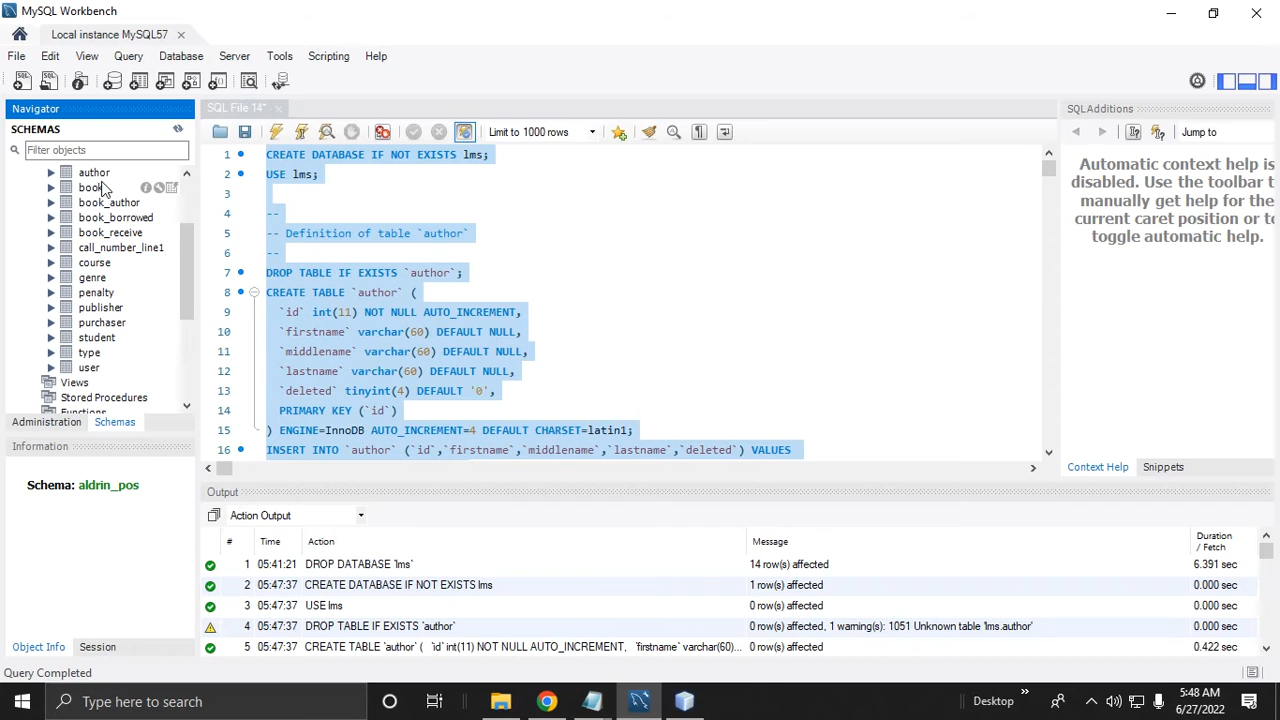 MySQL Workbench
Local instance MySQL57
File Edit View Query Database Server Tools Scripting Help
Navigator
SCHEMAS
Filter objects
author
book
book_author
book_borrowed
book_receive
call_number_line1
course
genre
penalty
publisher
purchaser
student
type
user
Views
Stored Procedures
Functions
Administration Schemas
Information
Schema: aldrin_pos
Object Info Session
Query Completed
SQL File 14*
Limit to 1000 rows
1 CREATE DATABASE IF NOT EXISTS lms;
2 USE lms;
3
4 --
5 -- Definition of table `author`
6 --
7 DROP TABLE IF EXISTS `author`;
8 CREATE TABLE `author` (
9 `id` int(11) NOT NULL AUTO_INCREMENT,
10 `firstname` varchar(60) DEFAULT NULL,
11 `middlename` varchar(60) DEFAULT NULL,
12 `lastname` varchar(60) DEFAULT NULL,
13 `deleted` tinyint(4) DEFAULT '0',
14 PRIMARY KEY (`id`)
15 ) ENGINE=InnoDB AUTO_INCREMENT=4 DEFAULT CHARSET=latin1;
16 INSERT INTO `author` (`id`,`firstname`,`middlename`,`lastname`,`deleted`) VALUES
SQLAdditions
Jump to
Automatic context help is
disabled. Use the toolbar t
manually get help for the
current caret position or to
toggle automatic help.
Context Help Snippets
Output
Action Output
# Time Action Message Duration / Fetch
1 05:41:21 DROP DATABASE `lms` 14 row(s) affected 6.391 sec
2 05:47:37 CREATE DATABASE IF NOT EXISTS lms 1 row(s) affected 0.000 sec
3 05:47:37 USE lms 0 row(s) affected 0.000 sec
4 05:47:37 DROP TABLE IF EXISTS `author` 0 row(s) affected, 1 warning(s): 1051 Unknown table 'lms.author' 0.000 sec
5 05:47:37 CREATE TABLE `author` ( `id` int(11) NOT NULL AUTO_INCREMENT, `firstname` varchar(60)... 0 row(s) affected 0.422 sec
Type here to search
Desktop
5:48 AM
6/27/2022